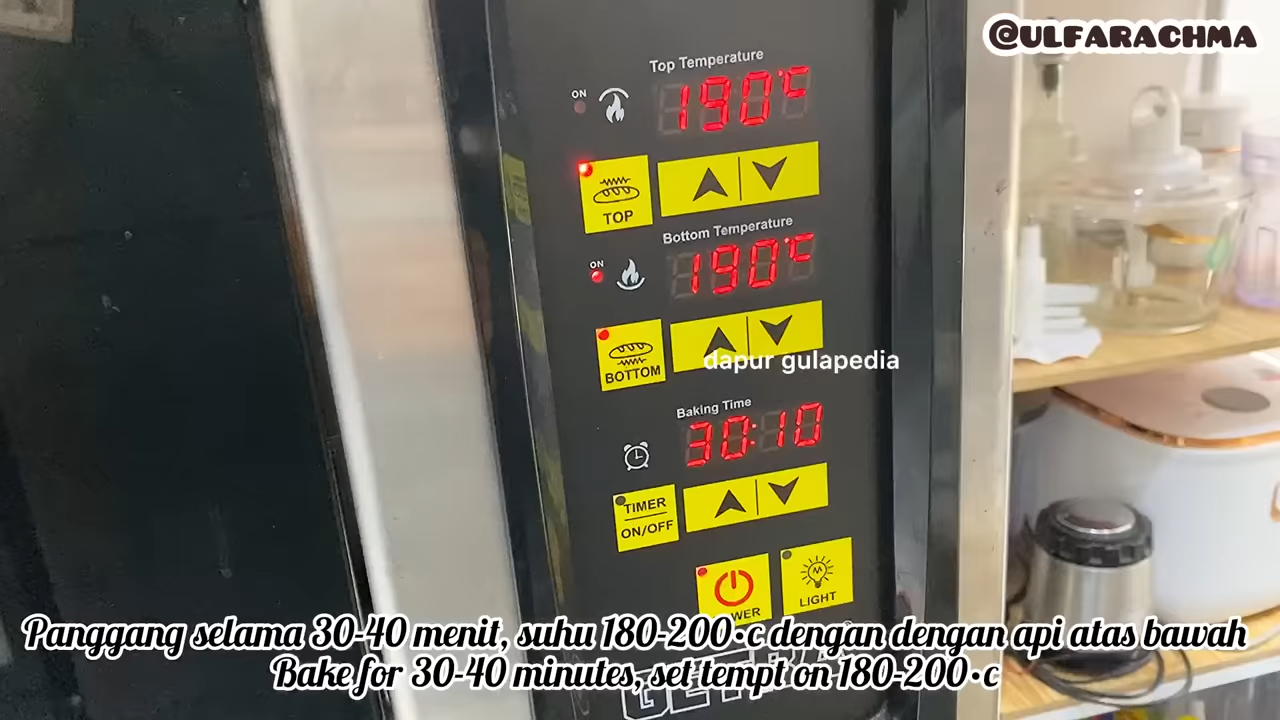 @ULFARACHMA
Top Temperature
ON
190°C
TOP
Bottom Temperature
ON
190°C
BOTTOM
dapur gulapedia
Baking Time
30:10
TIMER
ON/OFF
LIGHT
Panggang selama 30-40 menit, suhu 180-200•c dengan dengan api atas bawah
Bake for 30-40 minutes, set tempt on 180-200•c